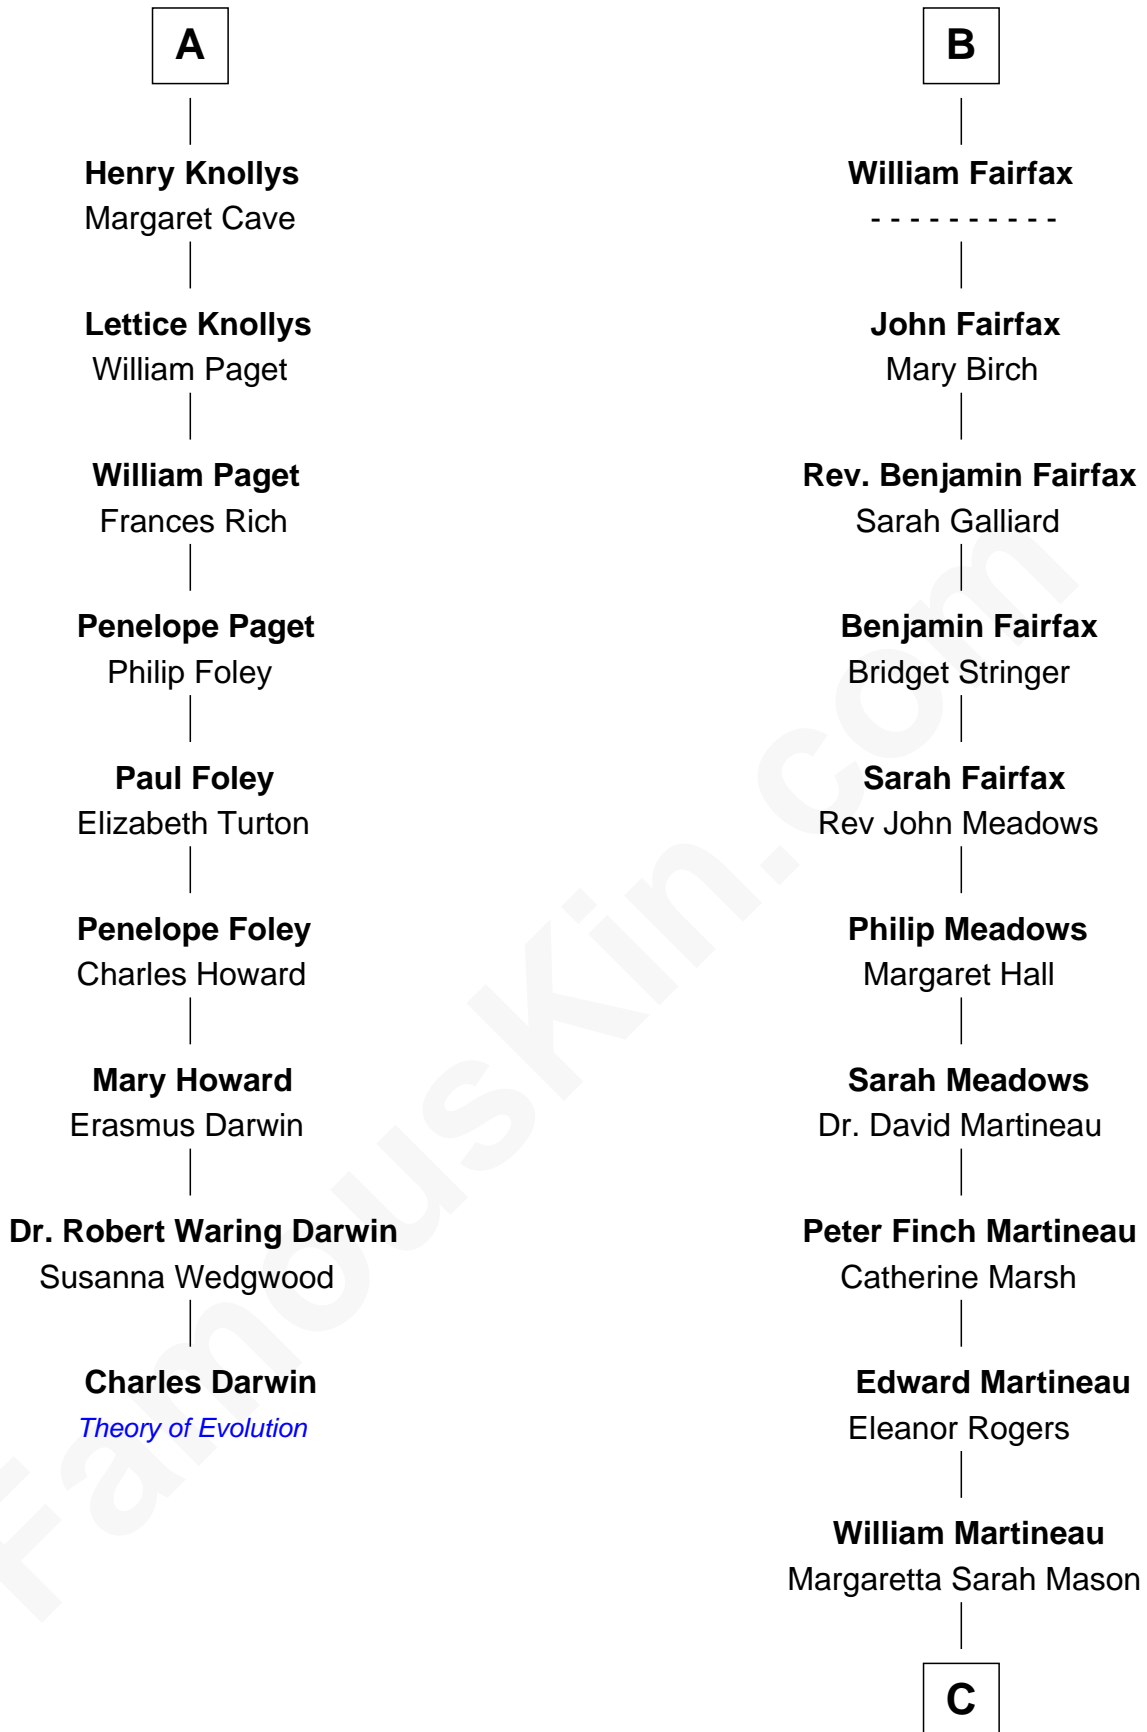 A
Henry Knollys
Margaret Cave
Lettice Knollys
William Paget
William Paget
Frances Rich
Penelope Paget
Philip Foley
Paul Foley
Elizabeth Turton
Penelope Foley
Charles Howard
Mary Howard
Erasmus Darwin
Dr. Robert Waring Darwin
Susanna Wedgwood
Charles Darwin
Theory of Evolution
B
William Fairfax
- - - - - - - - - -
John Fairfax
Mary Birch
Rev. Benjamin Fairfax
Sarah Galliard
Benjamin Fairfax
Bridget Stringer
Sarah Fairfax
Rev John Meadows
Philip Meadows
Margaret Hall
Sarah Meadows
Dr. David Martineau
Peter Finch Martineau
Catherine Marsh
Edward Martineau
Eleanor Rogers
William Martineau
Margaretta Sarah Mason
C
FamousKin.com